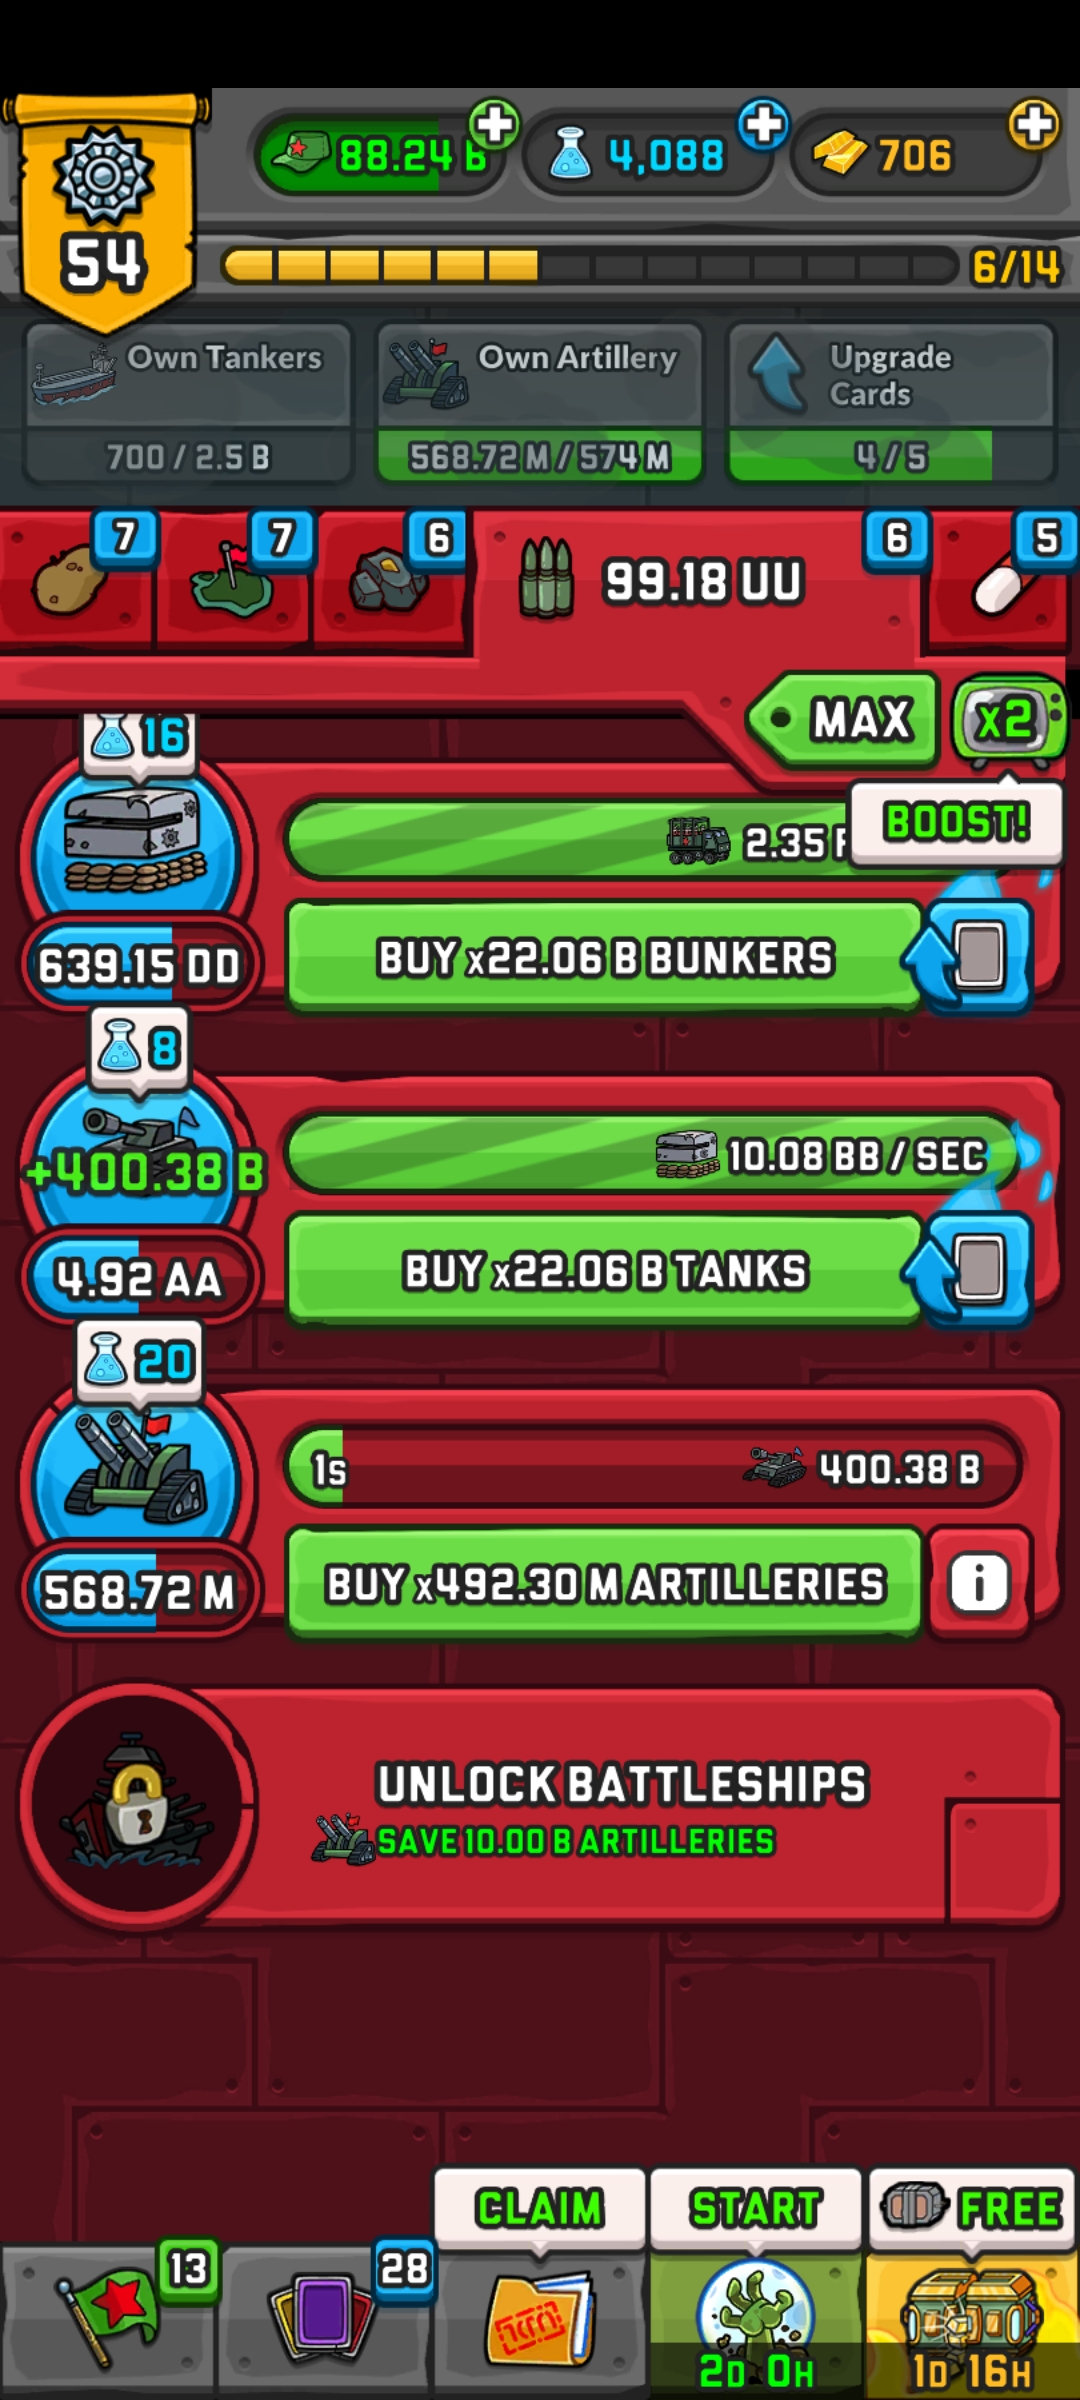 54
88.24 B
4,088
706
6/14
Own Tankers
700 / 2.5 B
Own Artillery
568.72 M / 574 M
Upgrade
Cards
4 / 5
7
7
6
99.18 UU
6
5
MAX
x2
BOOST!
16
2.35
639.15 DD
BUY x22.06 B BUNKERS
8
+400.38 B
10.08 BB / SEC
4.92 AA
BUY x22.06 B TANKS
20
1s
400.38 B
568.72 M
BUY x492.30 M ARTILLERIES
i
UNLOCK BATTLESHIPS
SAVE 10.00 B ARTILLERIES
CLAIM
START
FREE
13
28
2D 0H
1D 16H